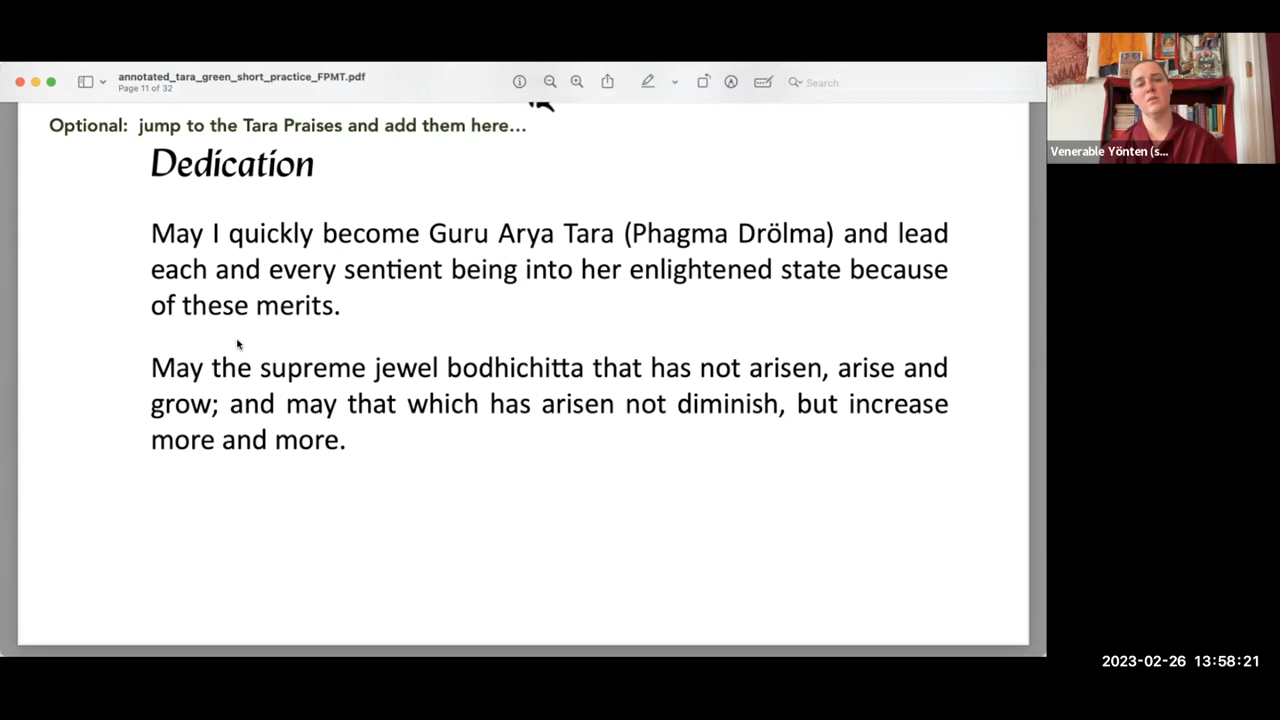 annotated_tara_green_short_practice_FPMT.pdf
Page 11 of 32
Search
Optional: jump to the Tara Praises and add them here...
Dedication
May I quickly become Guru Arya Tara (Phagma Drölma) and lead
each and every sentient being into her enlightened state because
of these merits.
May the supreme jewel bodhichitta that has not arisen, arise and
grow; and may that which has arisen not diminish, but increase
more and more.
Venerable Yönten (s...
2023-02-26 13:58:21